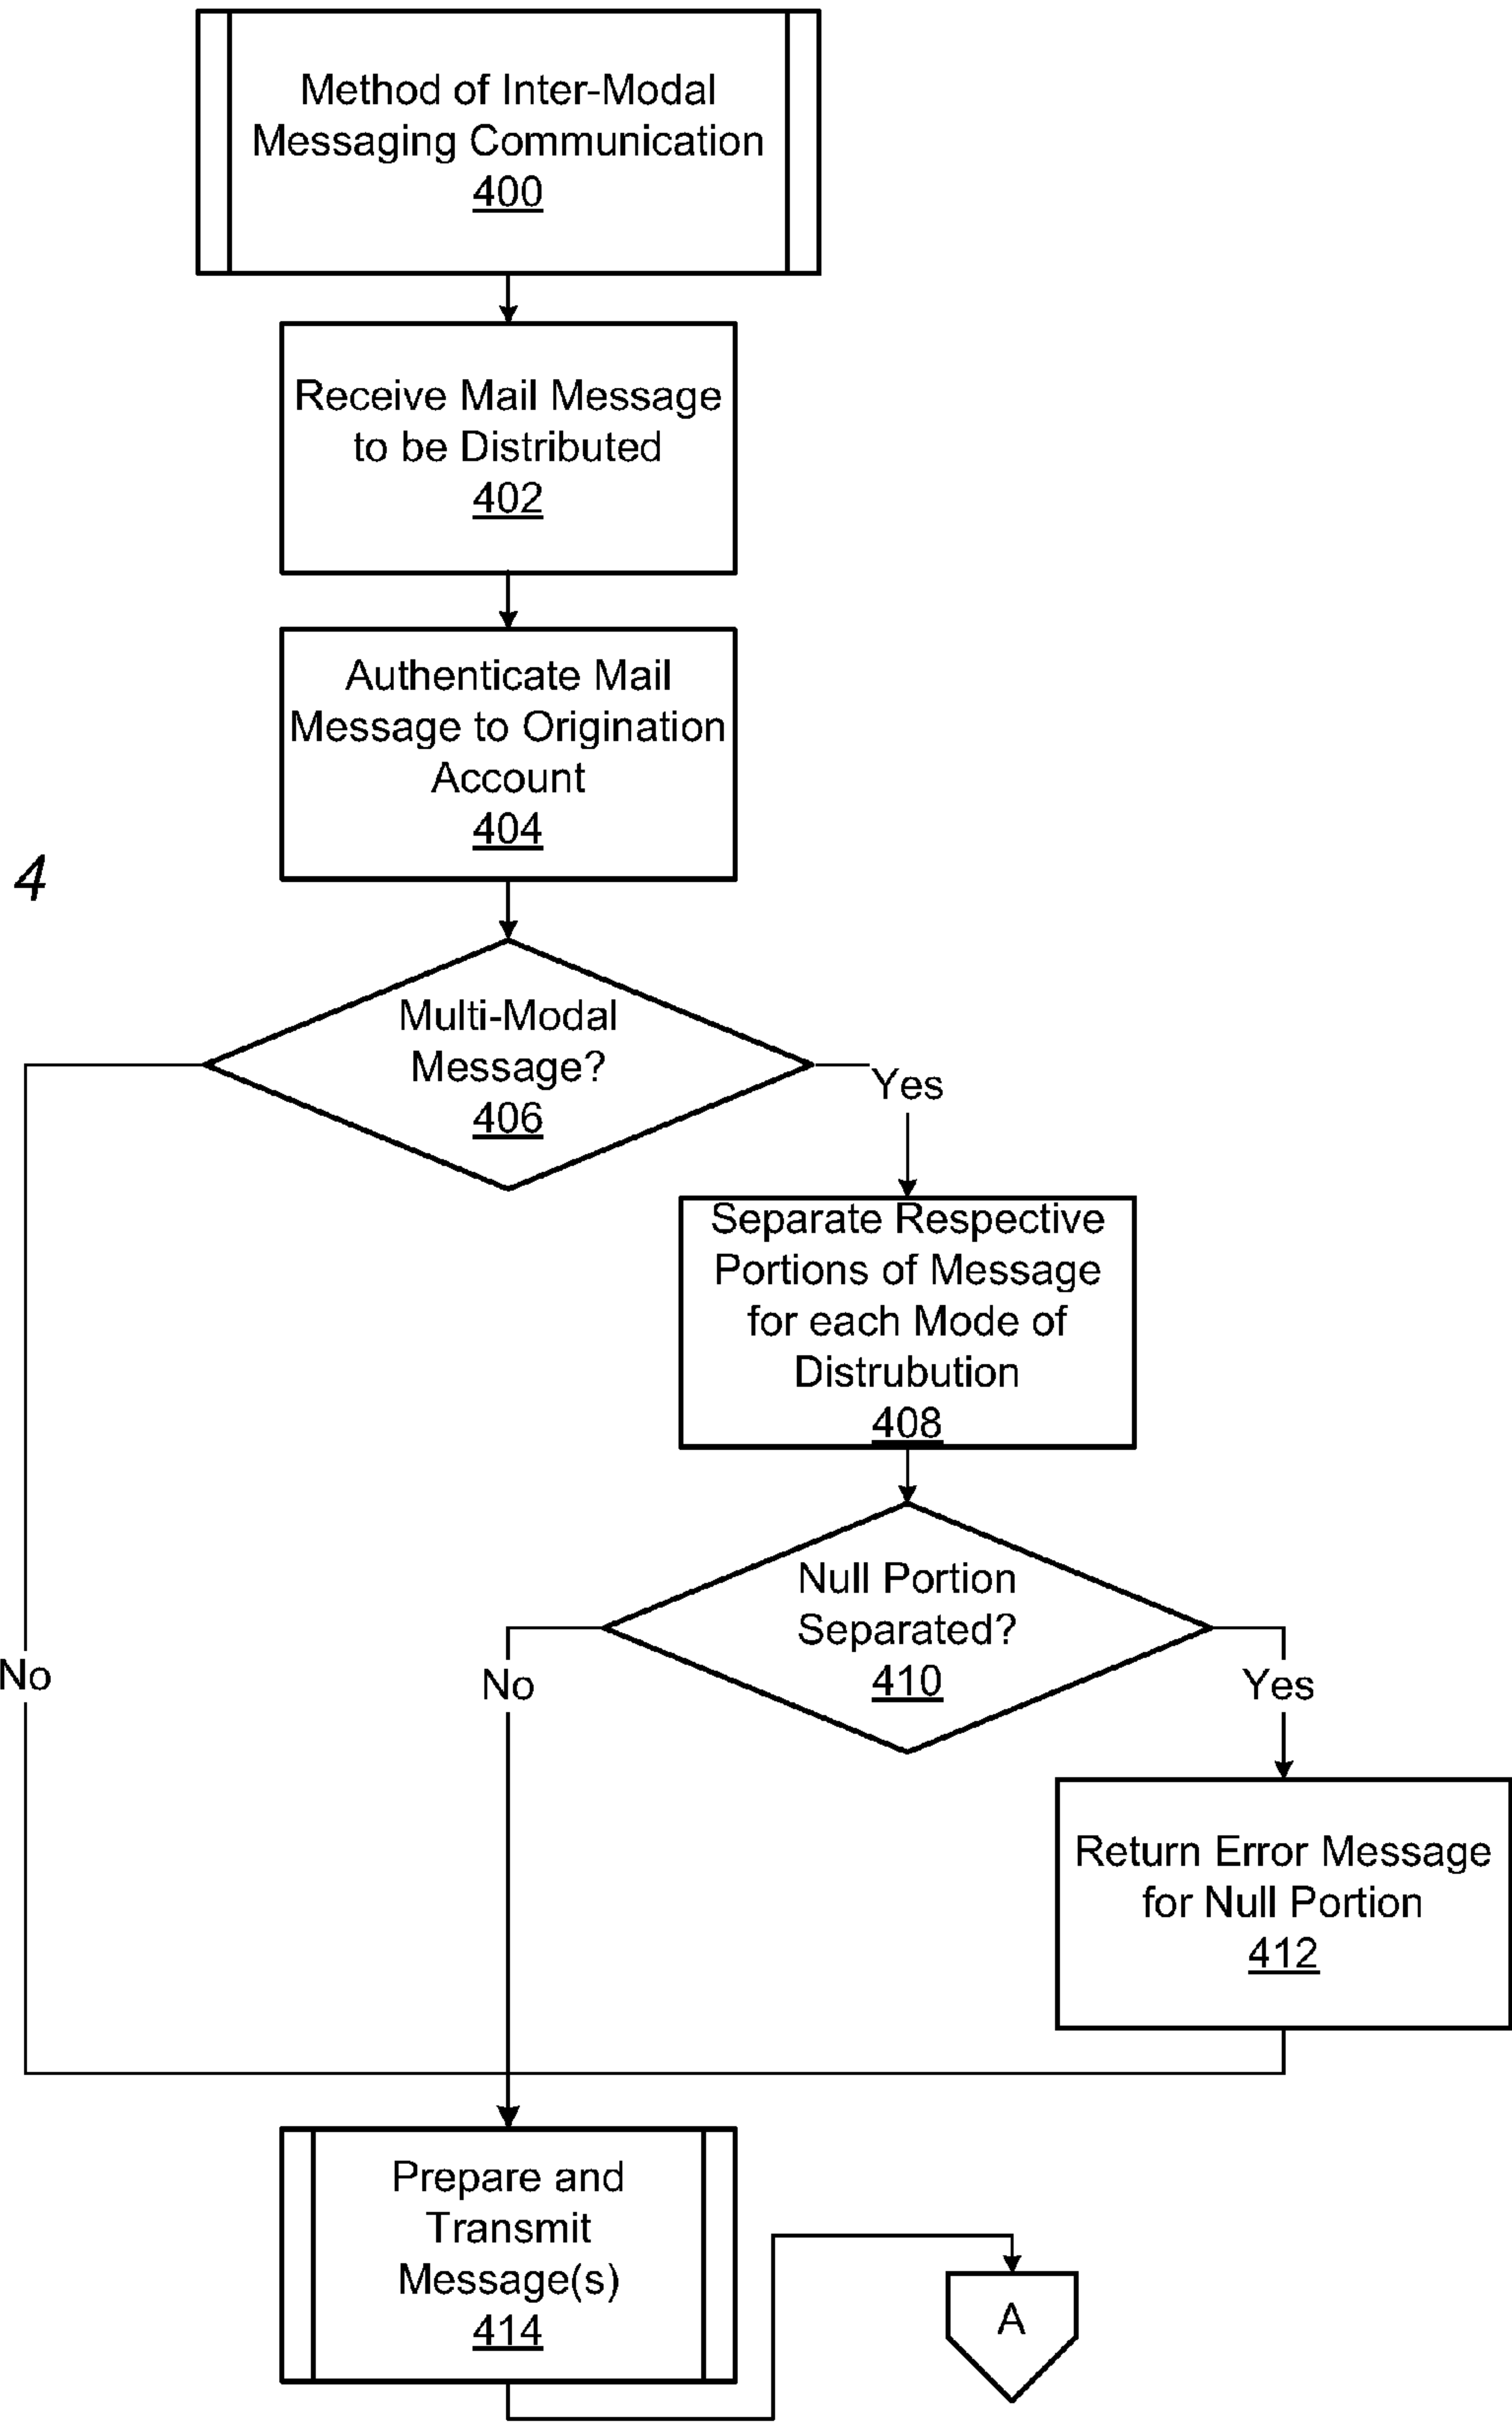 Method of Inter-Modal
Messaging Communication
400
Receive Mail Message
to be Distributed
402
Authenticate Mail
Message to Origination
Account
404
4
Multi-Modal
Message?
406
Yes
Separate Respective
Portions of Message
for each Mode of
Distrubution
408
Null Portion
Separated?
410
No
No
Yes
Return Error Message
for Null Portion
412
Prepare and
Transmit
Message(s)
414
A